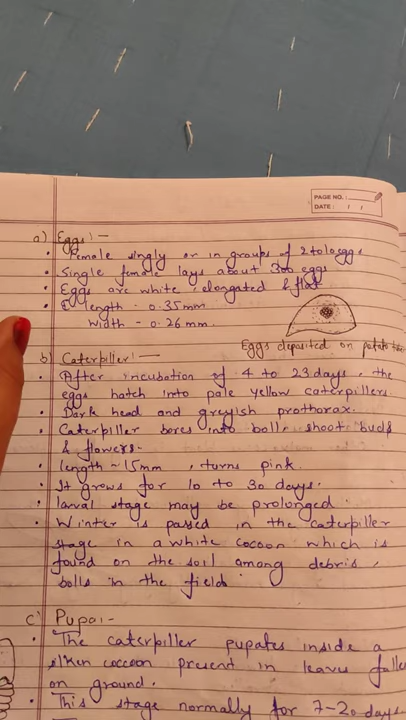 PAGE NO.:
DATE: / /
a) Eggs:-
• Female singly or in groups of 2 to 10 eggs
• Single female lays about 300 eggs
• Eggs are white, elongated & flat
• length - 0.35mm
Width - 0.26mm.
Eggs deposited on potato
b) Caterpiller:-
• After incubation of 4 to 23 days, the
eggs hatch into pale yellow caterpillers
• Dark head and greyish prothorax.
• Caterpiller bores into boll, shoot buds
& flowers-
• length ~ 15mm, turns pink.
• It grows for 10 to 30 days.
• larval stage may be prolonged.
• Winter is passed in the caterpiller
stage in a white cocoon which is
found on the soil among debris,
bolls in the field
c) Pupa:-
• The caterpiller pupates inside a
silken cocoon present in leaves
on ground.
• This stage normally for 7-20 days